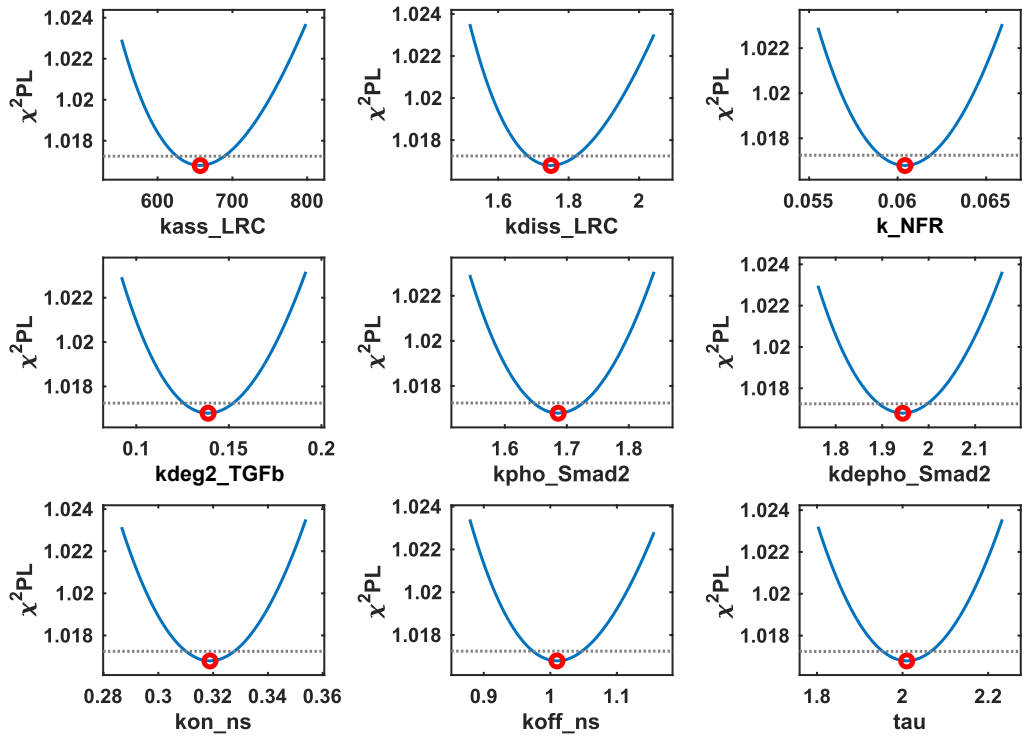 1.024
1.022
1.02
1.018
χ²PL
600 700 800
kass_LRC
1.024
1.022
1.02
1.018
χ²PL
1.6 1.8 2
kdiss_LRC
1.022
1.02
1.018
χ²PL
0.055 0.06 0.065
k_NFR
1.022
1.02
1.018
χ²PL
0.1 0.15 0.2
kdeg2_TGFb
1.022
1.02
1.018
χ²PL
1.6 1.7 1.8
kpho_Smad2
1.024
1.022
1.02
1.018
χ²PL
1.8 1.9 2 2.1
kdepho_Smad2
1.024
1.022
1.02
1.018
χ²PL
0.28 0.3 0.32 0.34 0.36
kon_ns
1.024
1.022
1.02
1.018
χ²PL
0.9 1 1.1
koff_ns
1.024
1.022
1.02
1.018
χ²PL
1.8 2 2.2
tau